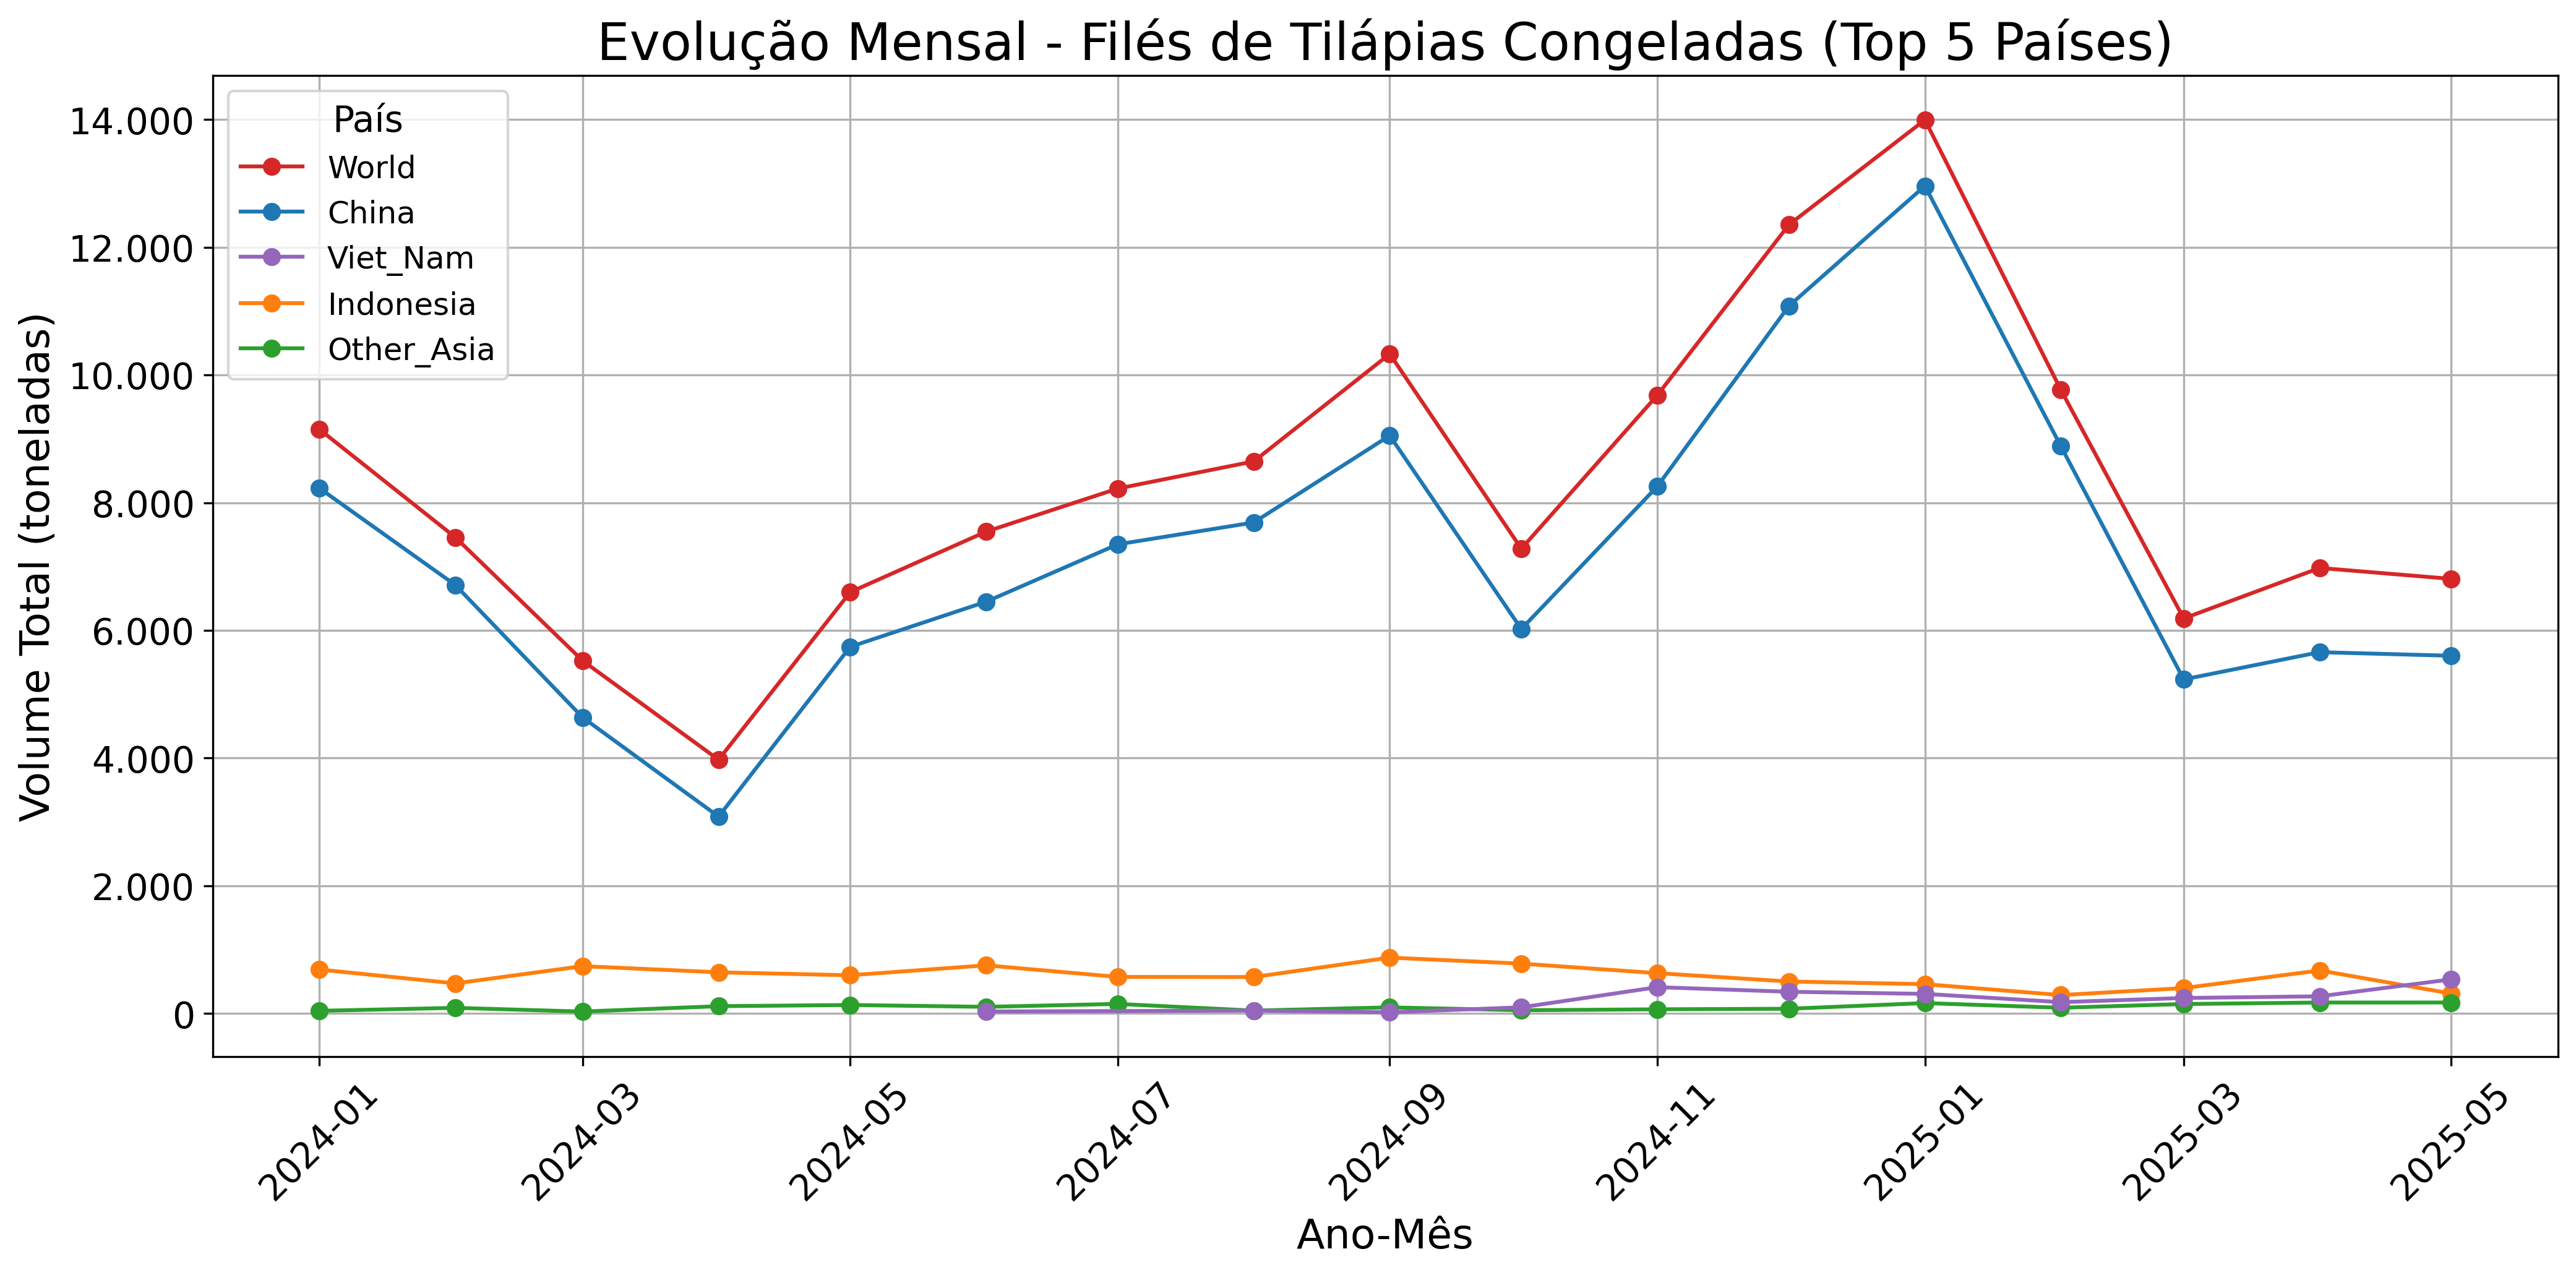 Evolução Mensal - Filés de Tilápias Congeladas (Top 5 Países)
Volume Total (toneladas)
14.000
12.000
10.000
8.000
6.000
4.000
2.000
0
País
World
China
Viet_Nam
Indonesia
Other_Asia
2024-01
2024-03
2024-05
2024-07
2024-09
2024-11
2025-01
2025-03
2025-05
Ano-Mês